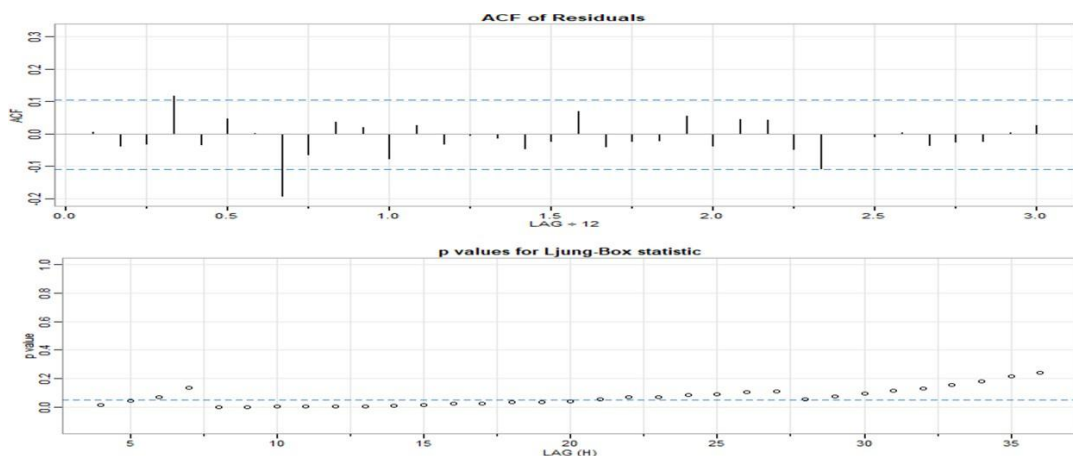 ACF of Residuals
ACF
0.3
0.2
0.1
0.0
-0.1
-0.2
0.0 0.5 1.0 1.5 2.0 2.5 3.0
LAG ÷ 12
p values for Ljung-Box statistic
p value
1.0
0.8
0.6
0.4
0.2
0.0
5 10 15 20 25 30 35
LAG (H)